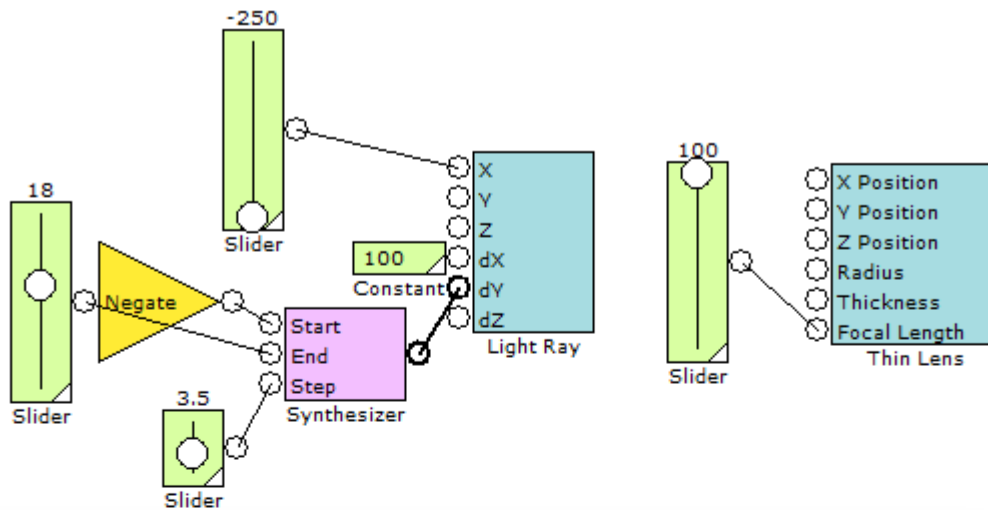 -250
Slider
18
Slider
Negate
3.5
Slider
Start
End
Step
Synthesizer
100
Constant
X
Y
Z
dX
dY
dZ
Light Ray
100
Slider
X Position
Y Position
Z Position
Radius
Thickness
Focal Length
Thin Lens